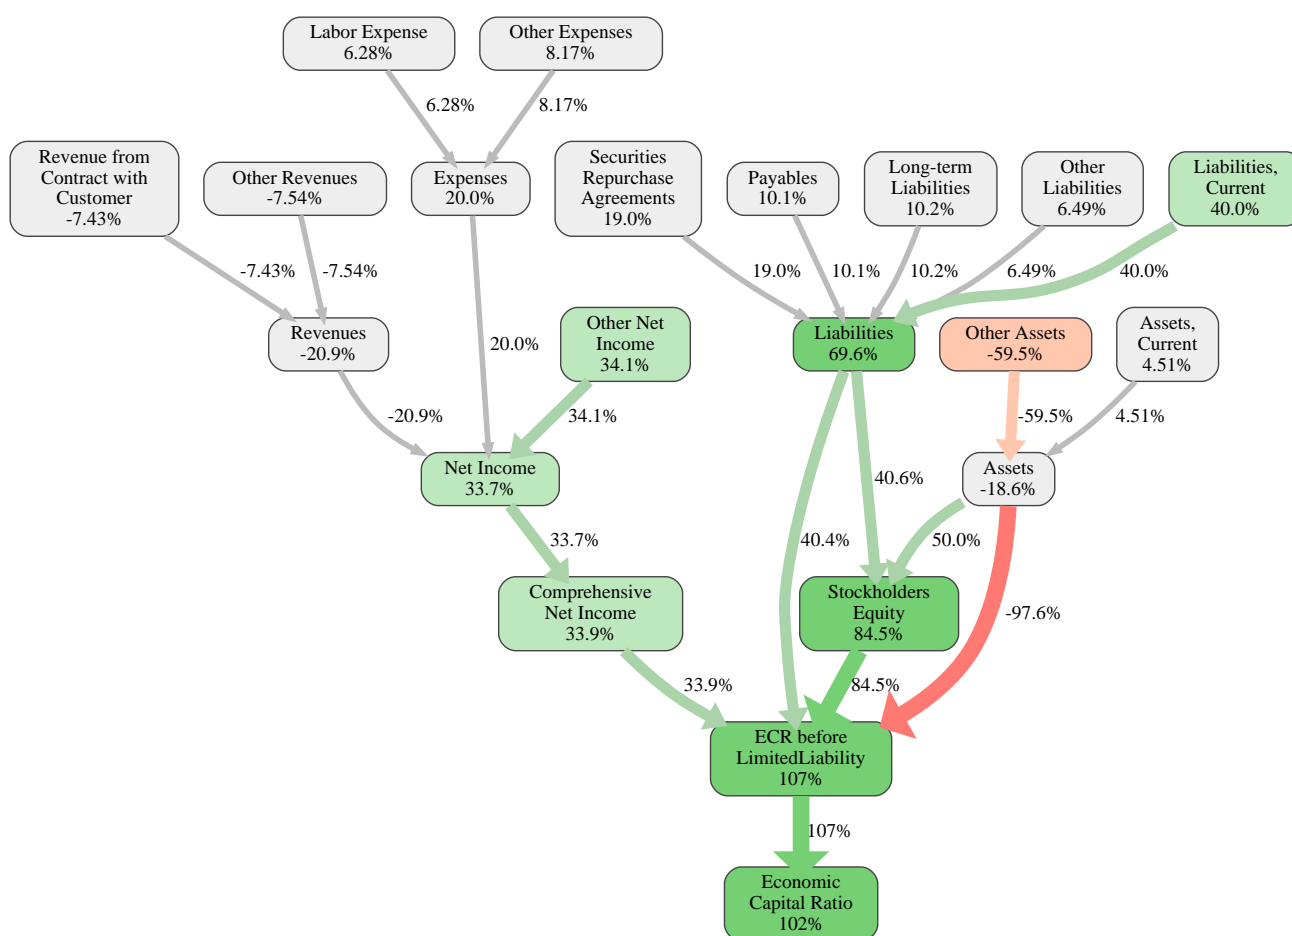 Labor Expense
6.28%
Other Expenses
8.17%
6.28%
8.17%
Revenue from
Contract with
Customer
-7.43%
Other Revenues
-7.54%
Expenses
20.0%
Securities
Repurchase
Agreements
19.0%
Payables
10.1%
Long-term
Liabilities
10.2%
Other
Liabilities
6.49%
Liabilities,
Current
40.0%
-7.43%
-7.54%
19.0%
10.1%
10.2%
6.49%
40.0%
Revenues
-20.9%
20.0%
Other Net
Income
34.1%
Liabilities
69.6%
Other Assets
-59.5%
Assets,
Current
4.51%
-20.9%
34.1%
-59.5%
4.51%
Net Income
33.7%
40.6%
Assets
-18.6%
33.7%
40.4%
50.0%
Comprehensive
Net Income
33.9%
Stockholders
Equity
84.5%
-97.6%
33.9%
84.5%
ECR before
LimitedLiability
107%
107%
Economic
Capital Ratio
102%